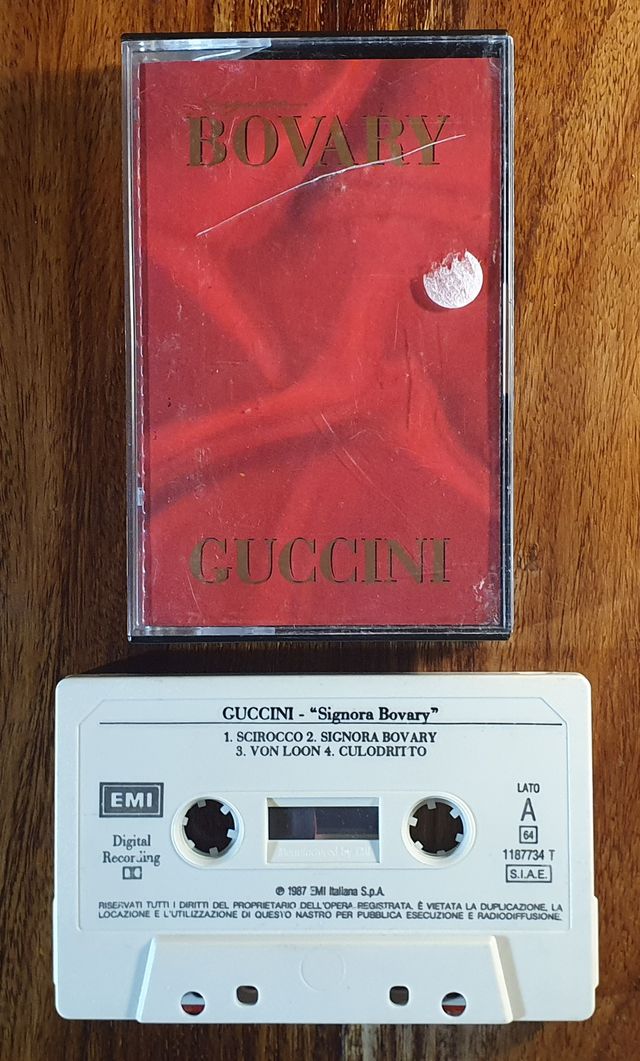 BOVARY
GUCCINI
GUCCINI - "Signora Bovary"
1. SCIROCCO 2. SIGNORA BOVARY
3. VON LOON 4. CULODRITTO
EMI
Digital
Recording
LATO
A
64
1187734 T
S.I.A.E.
℗ 1987 EMI Italiana S.p.A.
RISERVATI TUTTI I DIRITTI DEL PROPRIETARIO DELL'OPERA REGISTRATA. È VIETATA LA DUPLICAZIONE, LA
LOCAZIONE E L'UTILIZZAZIONE DI QUESTO NASTRO PER PUBBLICA ESECUZIONE E RADIODIFFUSIONE.